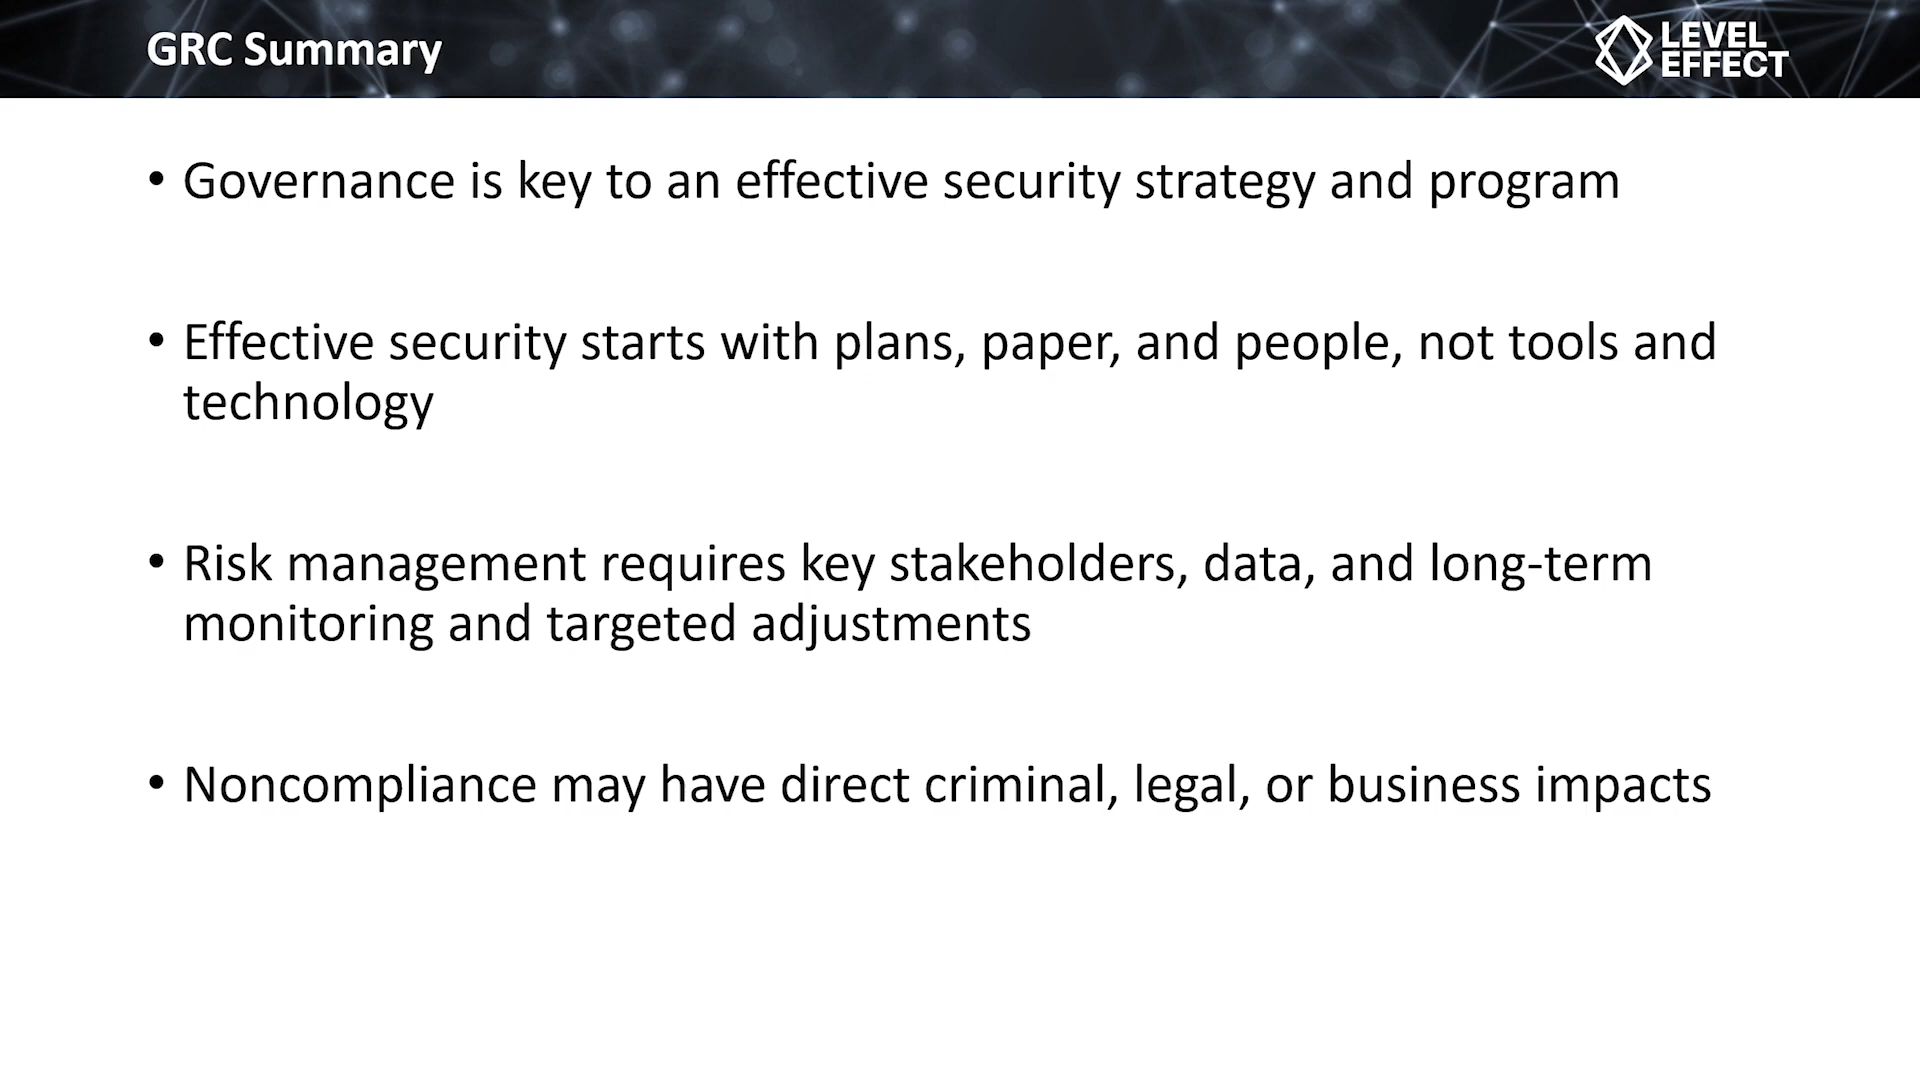 GRC Summary
LEVEL
EFFECT
• Governance is key to an effective security strategy and program
• Effective security starts with plans, paper, and people, not tools and
technology
• Risk management requires key stakeholders, data, and long-term
monitoring and targeted adjustments
• Noncompliance may have direct criminal, legal, or business impacts